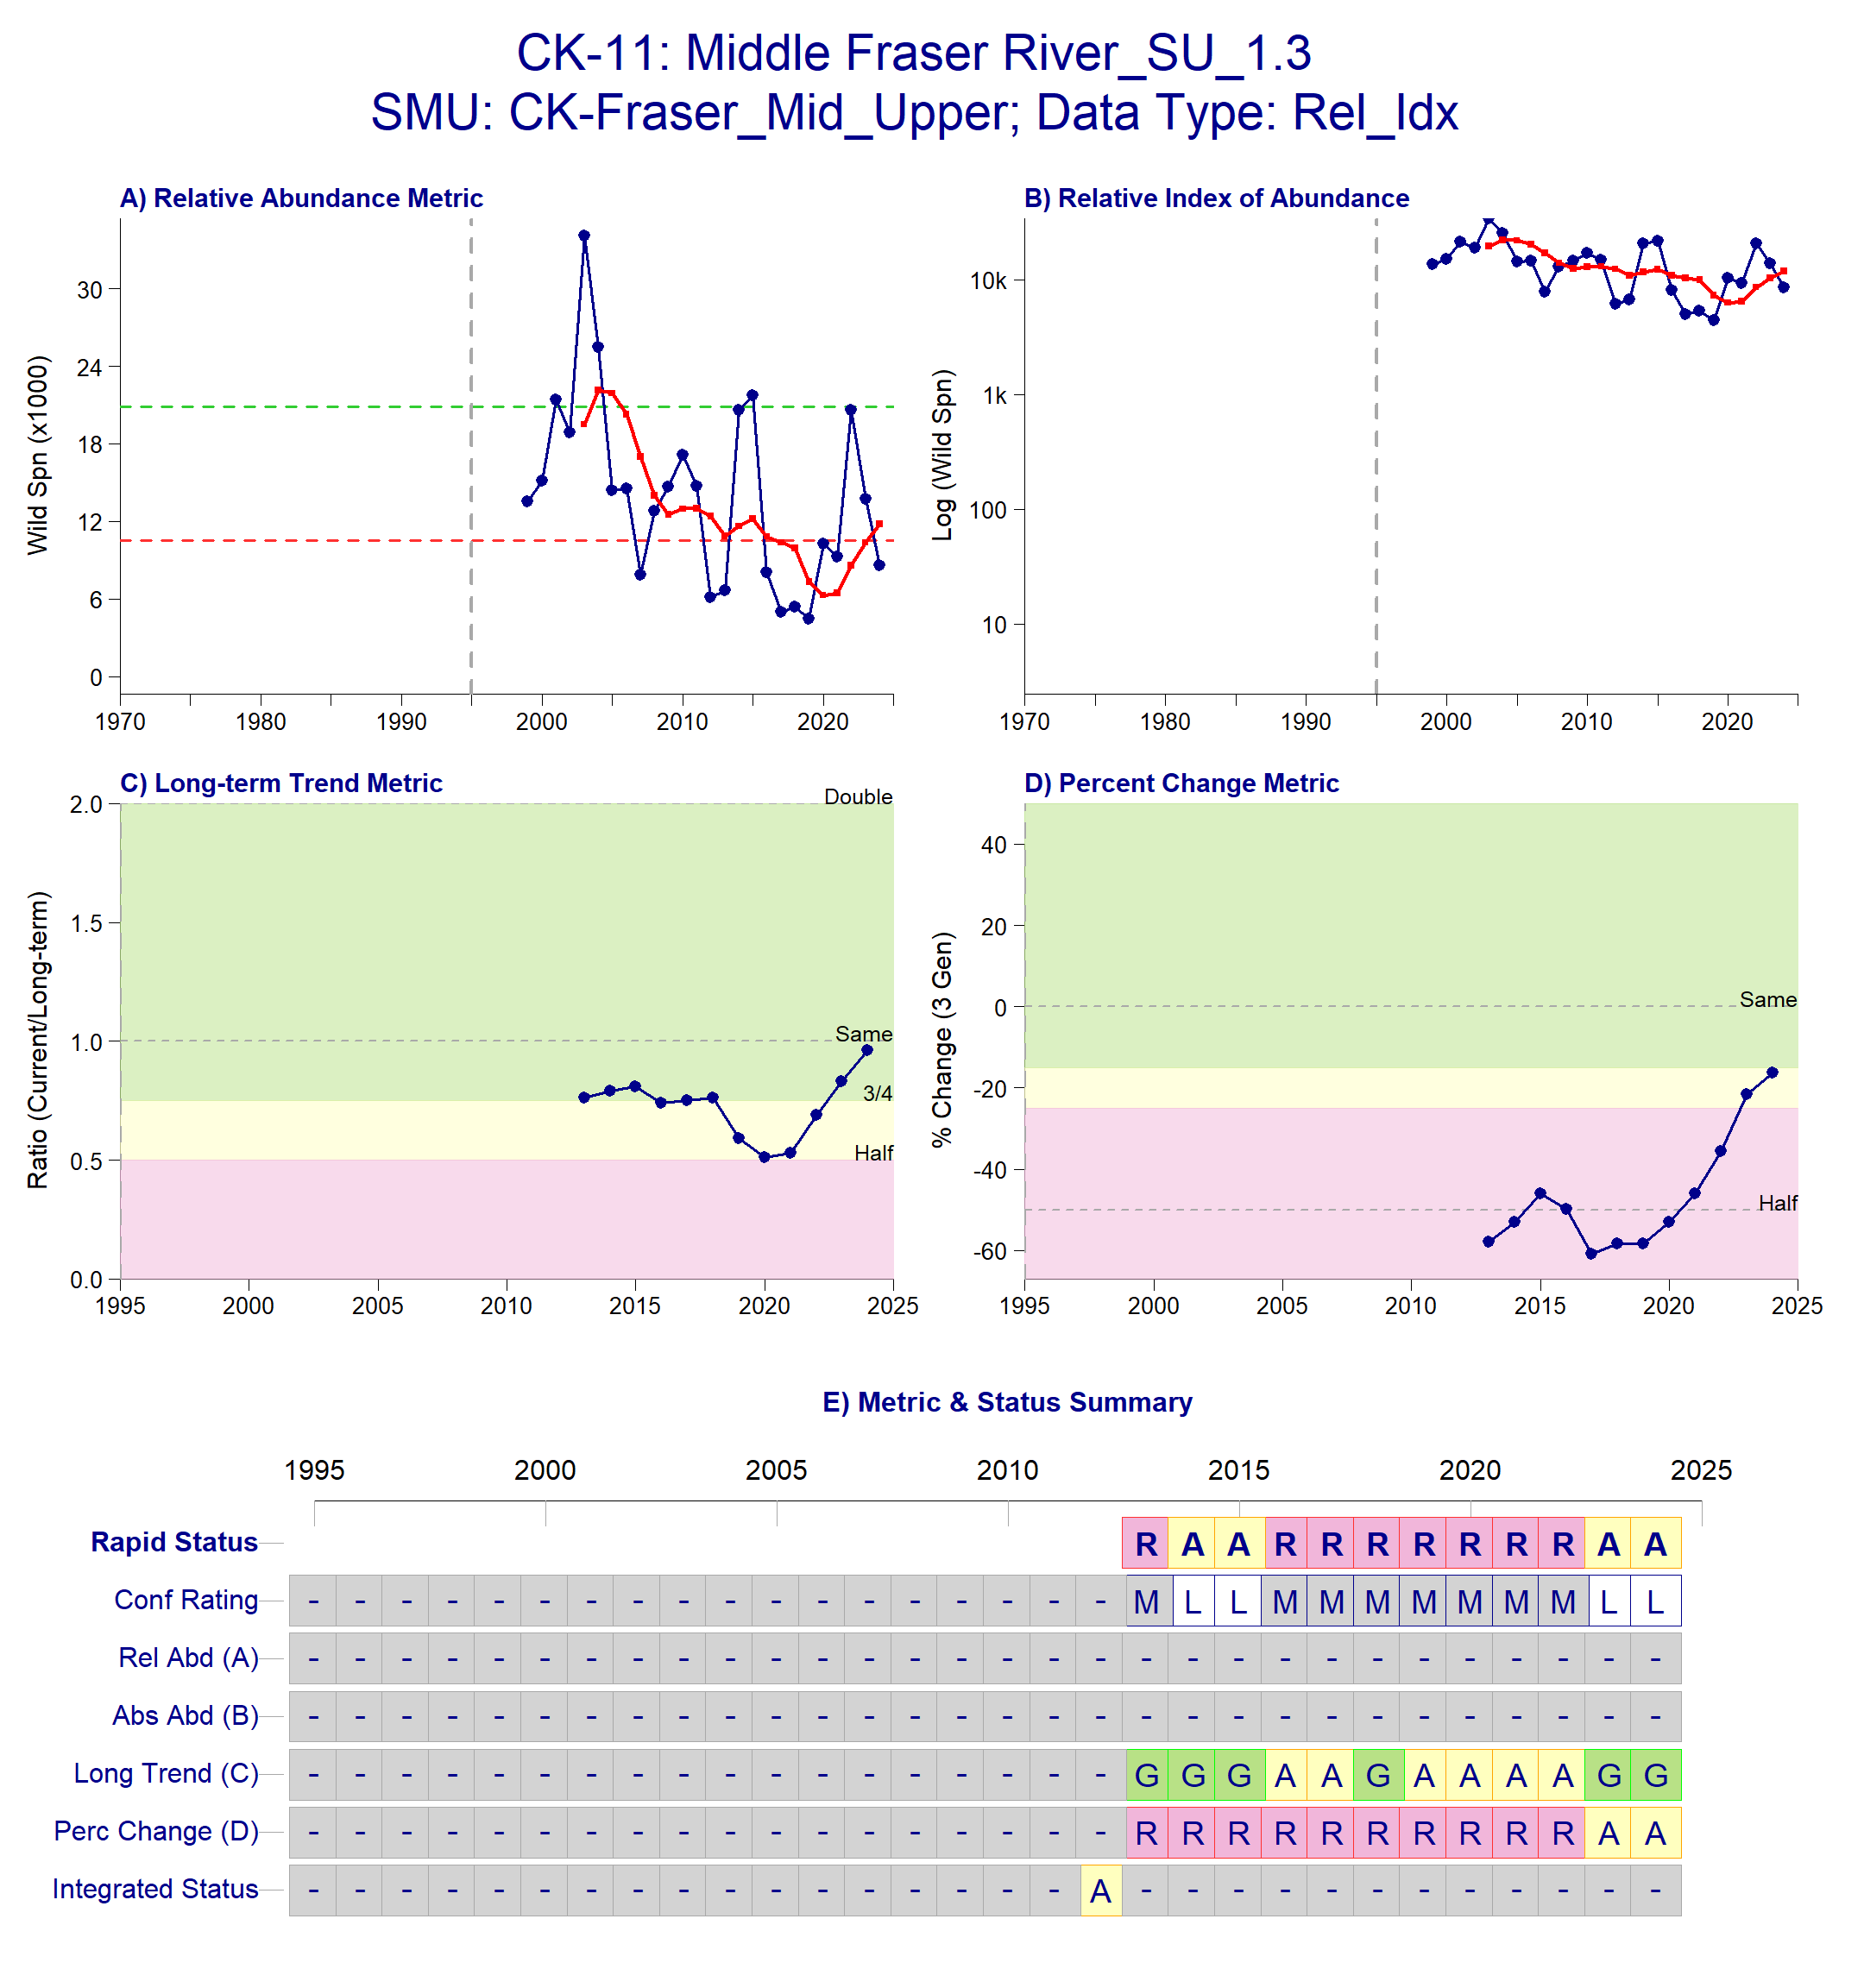 CK-11: Middle Fraser River_SU_1.3
SMU: CK-Fraser_Mid_Upper; Data Type: Rel_Idx
A) Relative Abundance Metric
Wild Spn (x1000)
30
24
18
12
6
0
1970 1980 1990 2000 2010 2020
B) Relative Index of Abundance
Log (Wild Spn)
10k
1k
100
10
1970 1980 1990 2000 2010 2020
C) Long-term Trend Metric
Ratio (Current/Long-term)
2.0
1.5
1.0
0.5
0.0
Double
Same
3/4
Half
1995 2000 2005 2010 2015 2020 2025
D) Percent Change Metric
% Change (3 Gen)
40
20
0
-20
-40
-60
Same
Half
1995 2000 2005 2010 2015 2020 2025
E) Metric & Status Summary
1995 2000 2005 2010 2015 2020 2025
Rapid Status R A A R R R R R R R A A
Conf Rating - - - - - - - - - - - - - - - - - - M L L M M M M M M M L L
Rel Abd (A) - - - - - - - - - - - - - - - - - - - - - - - - - - - - - -
Abs Abd (B) - - - - - - - - - - - - - - - - - - - - - - - - - - - - - -
Long Trend (C) - - - - - - - - - - - - - - - - - - G G G A A G A A A A G G
Perc Change (D) - - - - - - - - - - - - - - - - - - R R R R R R R R R R A A
Integrated Status - - - - - - - - - - - - - - - - - A - - - - - - - - - - - -